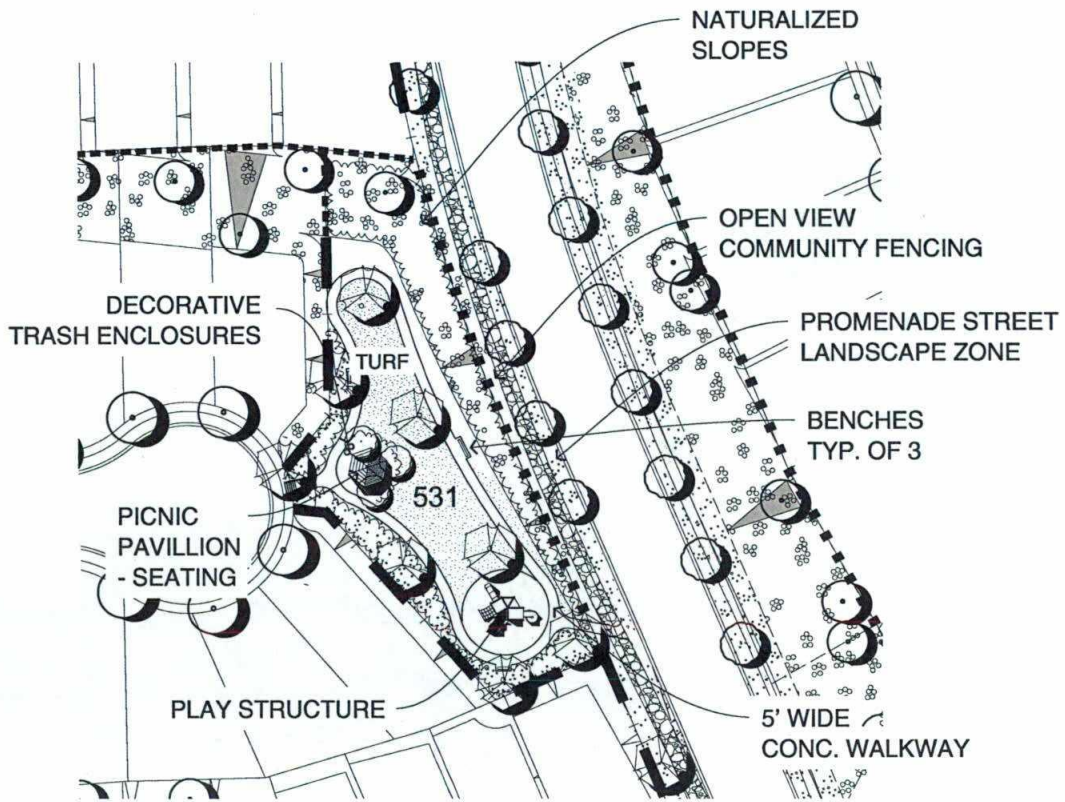 NATURALIZED
SLOPES
OPEN VIEW
COMMUNITY FENCING
DECORATIVE
TRASH ENCLOSURES
PROMENADE STREET
LANDSCAPE ZONE
TURF
BENCHES
TYP. OF 3
531
PICNIC
PAVILLION
- SEATING
PLAY STRUCTURE
5' WIDE
CONC. WALKWAY